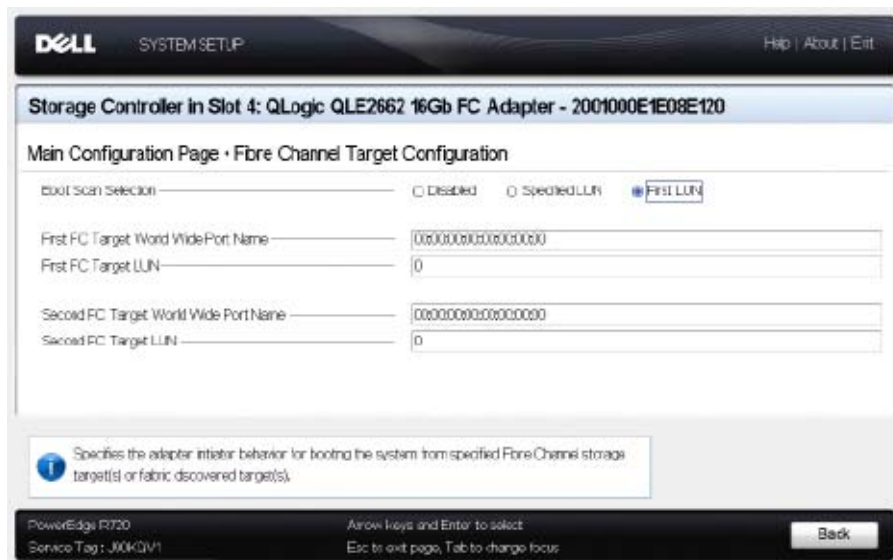 DELL SYSTEM SETUP Help | About | Exit
Storage Controller in Slot 4: QLogic QLE2662 16Gb FC Adapter - 2001000E1E08E120
Main Configuration Page • Fibre Channel Target Configuration
Boot Scan Selection Disabled Specified LUN First LUN
First FC Target World Wide Port Name 00:00:00:00:00:00:00:00
First FC Target LUN 0
Second FC Target World Wide Port Name 00:00:00:00:00:00:00:00
Second FC Target LUN 0
Specifies the adapter initiator behavior for booting the system from specified Fibre Channel storage
target(s) or fabric discovered target(s).
PowerEdge R720 Arrow keys and Enter to select
Service Tag : Esc to exit page, Tab to change focus
Back